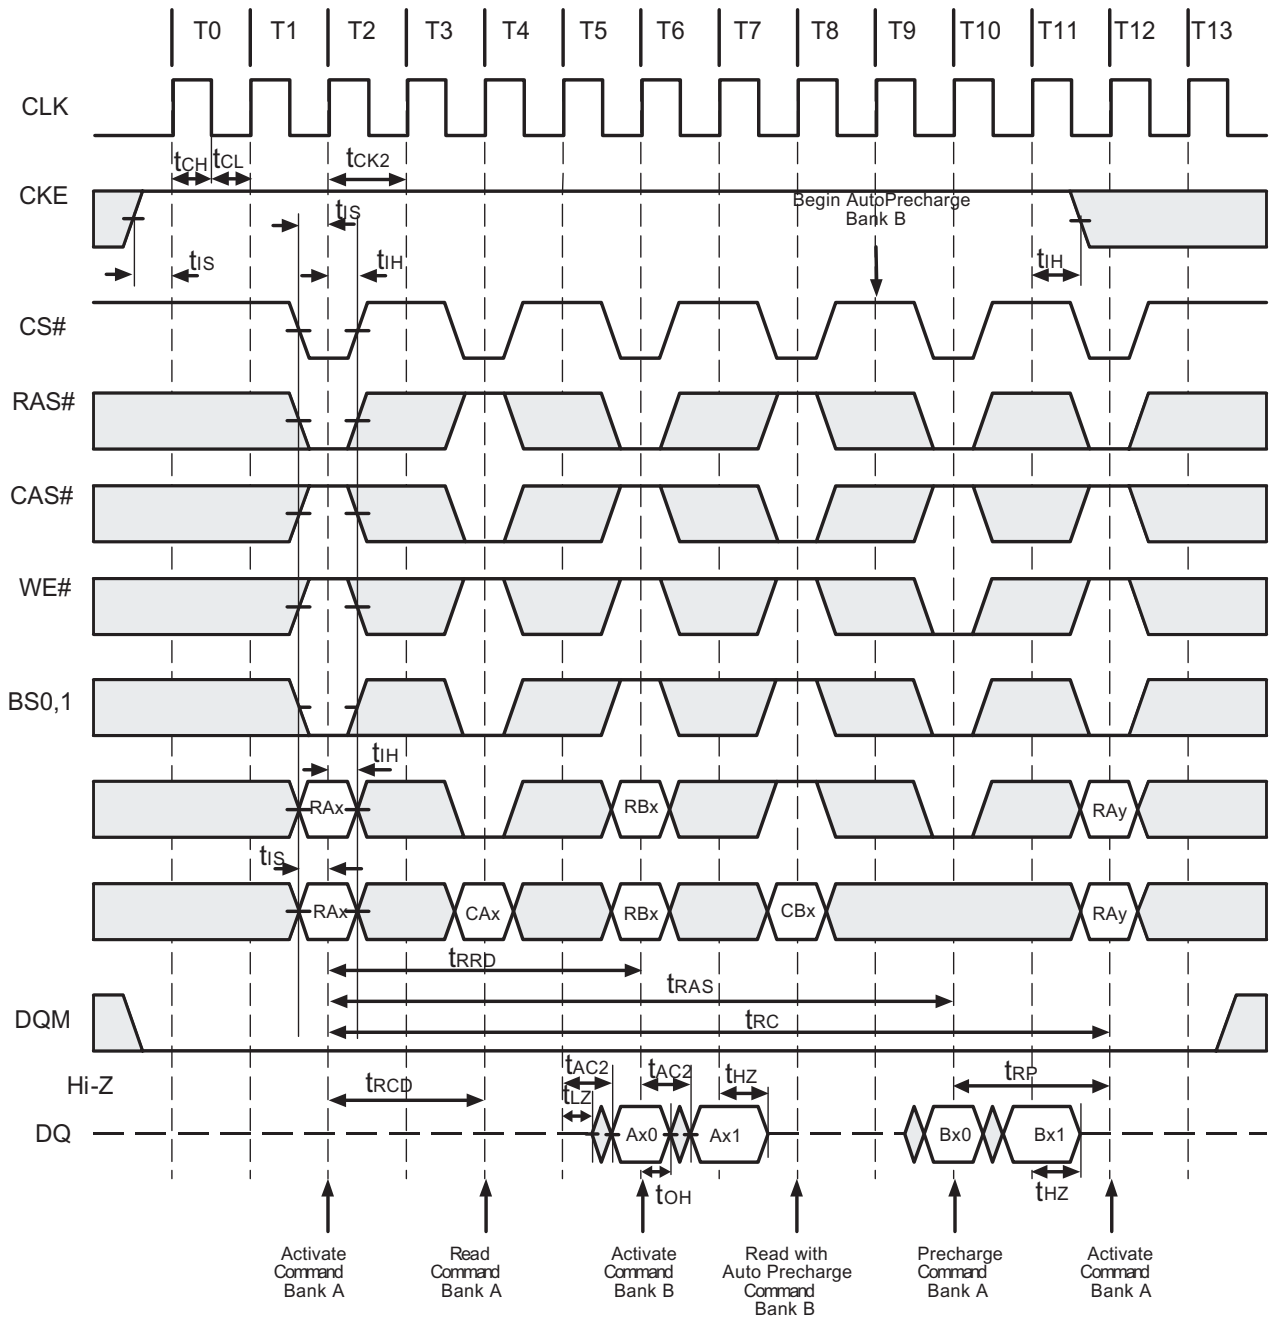 T0 T1 T2 T3 T4 T5 T6 T7 T8 T9 T10 T11 T12 T13
CLK
tCH tCL tCK2
CKE
Begin AutoPrecharge
Bank B
tIS
tIS tIH tIH
CS#
RAS#
CAS#
WE#
BS0,1
tIH
RAx RBx RAy
tIS
RAx CAx RBx CBx RAy
tRRD
tRAS
DQM
tRC
Hi-Z
tRCD tAC2 tAC2 tHZ tRP
tLZ
DQ
Ax0 Ax1 Bx0 Bx1
tOH tHZ
Activate
Command
Bank A
Read
Command
Bank A
Activate
Command
Bank B
Read with
Auto Precharge
Command
Bank B
Precharge
Command
Bank A
Activate
Command
Bank A